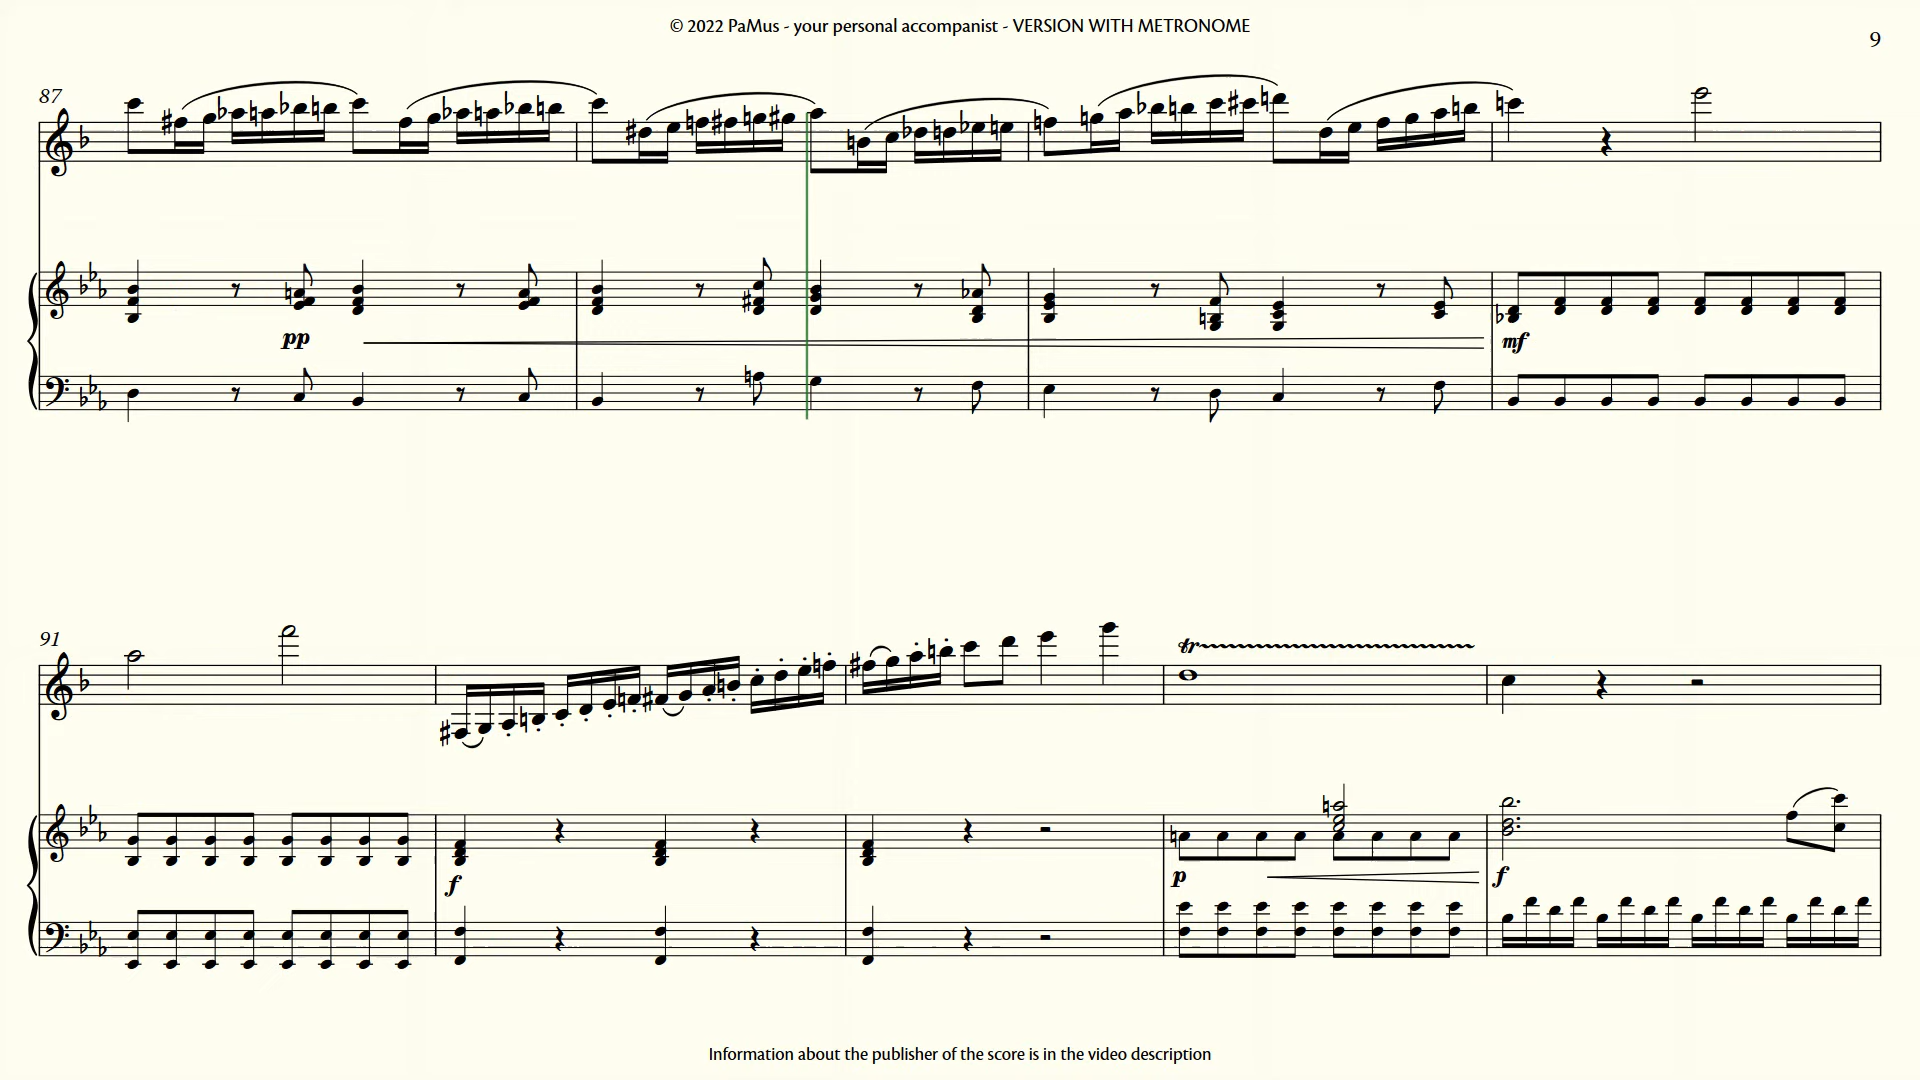 © 2022 PaMus - your personal accompanist - VERSION WITH METRONOME
9
87
pp
mf
91
tr
f
p
f
Information about the publisher of the score is in the video description